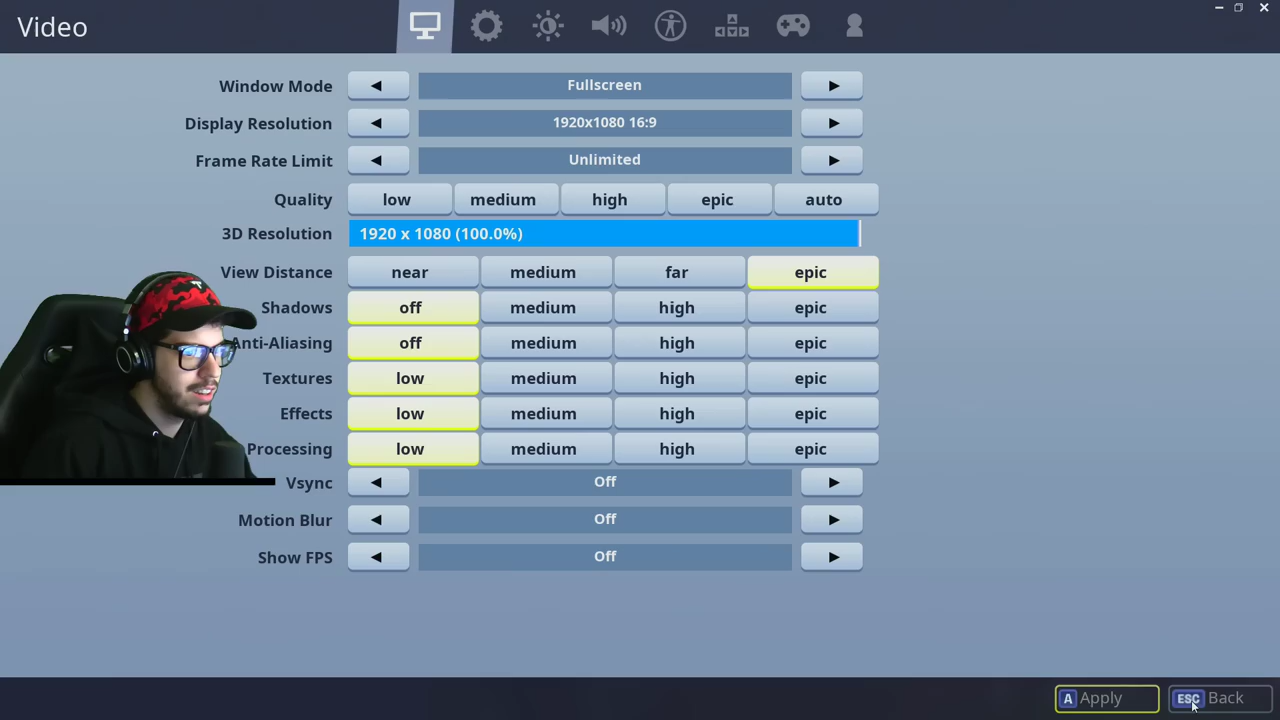 Video
Window Mode Fullscreen
Display Resolution 1920x1080 16:9
Frame Rate Limit Unlimited
Quality low medium high epic auto
3D Resolution 1920 x 1080 (100.0%)
View Distance near medium far epic
Shadows off medium high epic
Anti-Aliasing off medium high epic
Textures low medium high epic
Effects low medium high epic
Processing low medium high epic
Vsync Off
Motion Blur Off
Show FPS Off
A Apply ESC Back